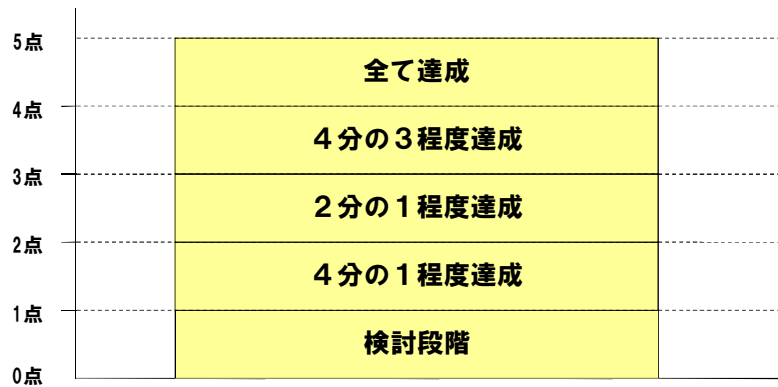 5点
全て達成
4点
４分の３程度達成
3点
２分の１程度達成
2点
４分の１程度達成
1点
検討段階
0点